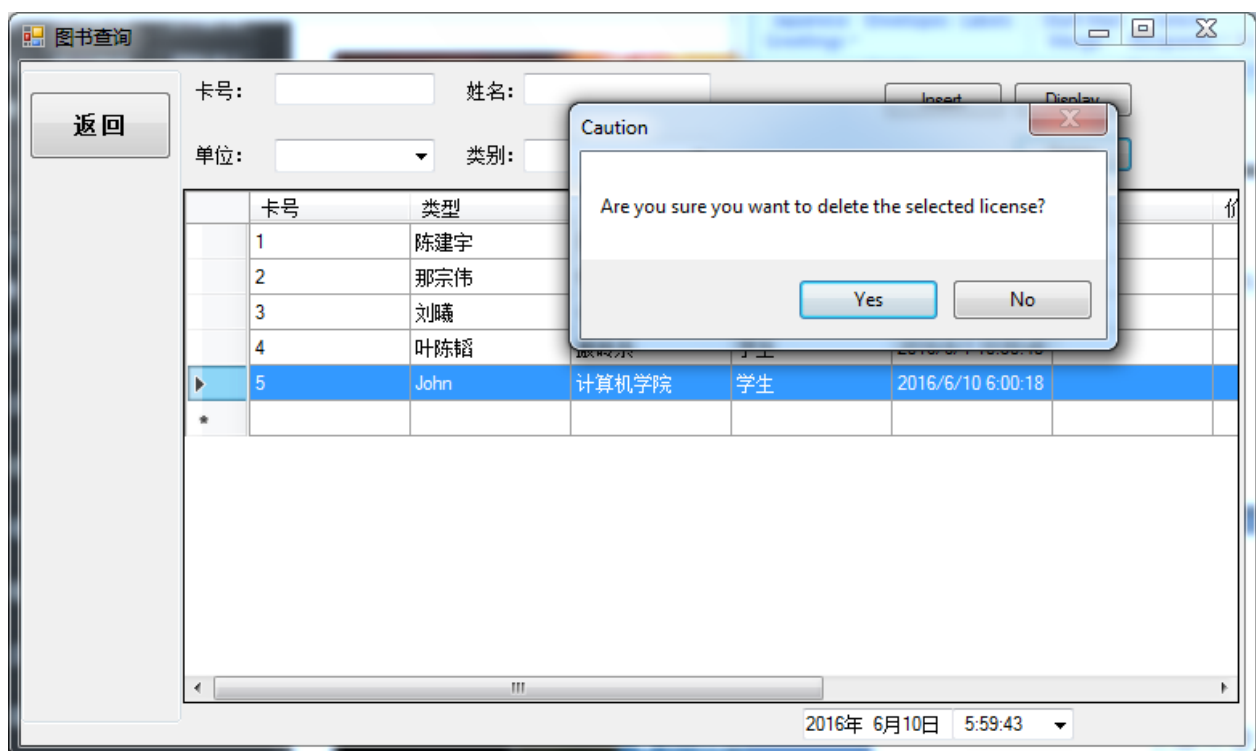 图书查询
返回
卡号:
姓名:
Insert
Display
单位:
类别:
Caution
Are you sure you want to delete the selected license?
Yes
No
卡号 类型
1 陈建宇
2 那宗伟
3 刘曦
4 叶陈韬 学生
5 John 计算机学院 学生 2016/6/10 6:00:18
2016年 6月10日 5:59:43